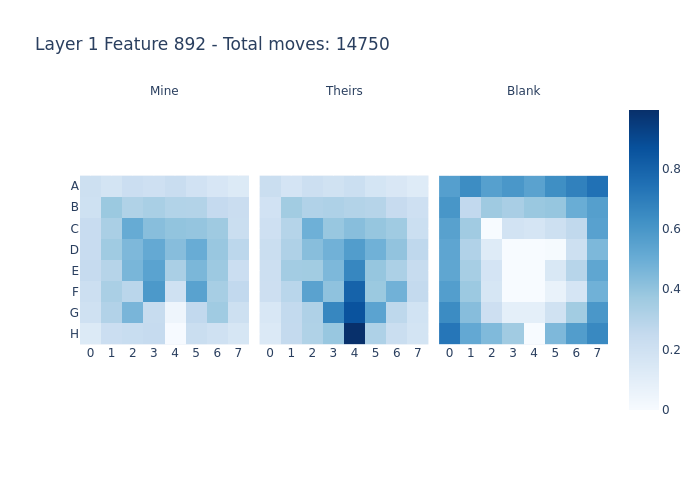 Layer 1 Feature 892 - Total moves: 14750
Mine Theirs Blank
A
B
C
D
E
F
G
H
0 1 2 3 4 5 6 7 0 1 2 3 4 5 6 7 0 1 2 3 4 5 6 7
0.8
0.6
0.4
0.2
0